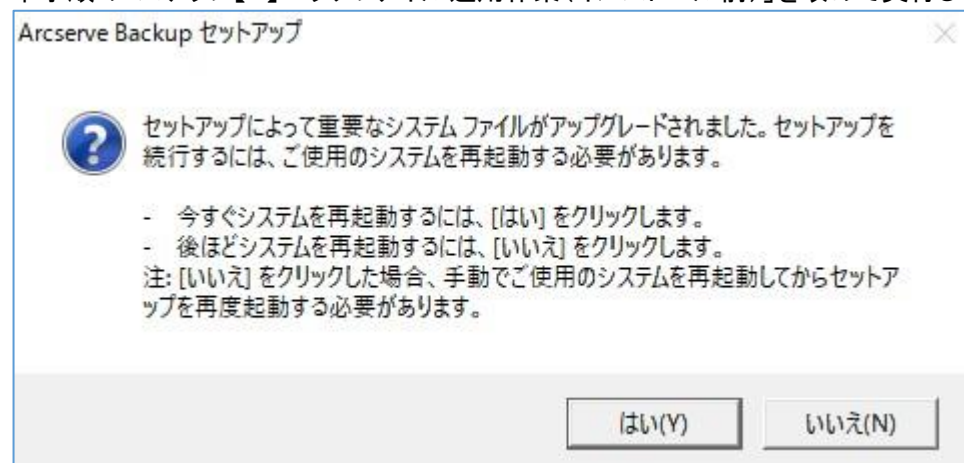 Arcserve Backup セットアップ
セットアップによって重要なシステム ファイルがアップグレードされました。セットアップを
続行するには、ご使用のシステムを再起動する必要があります。
- 今すぐシステムを再起動するには、[はい] をクリックします。
- 後ほどシステムを再起動するには、[いいえ] をクリックします。
注: [いいえ] をクリックした場合、手動でご使用のシステムを再起動してからセットア
ップを再度起動する必要があります。
はい(Y)
いいえ(N)